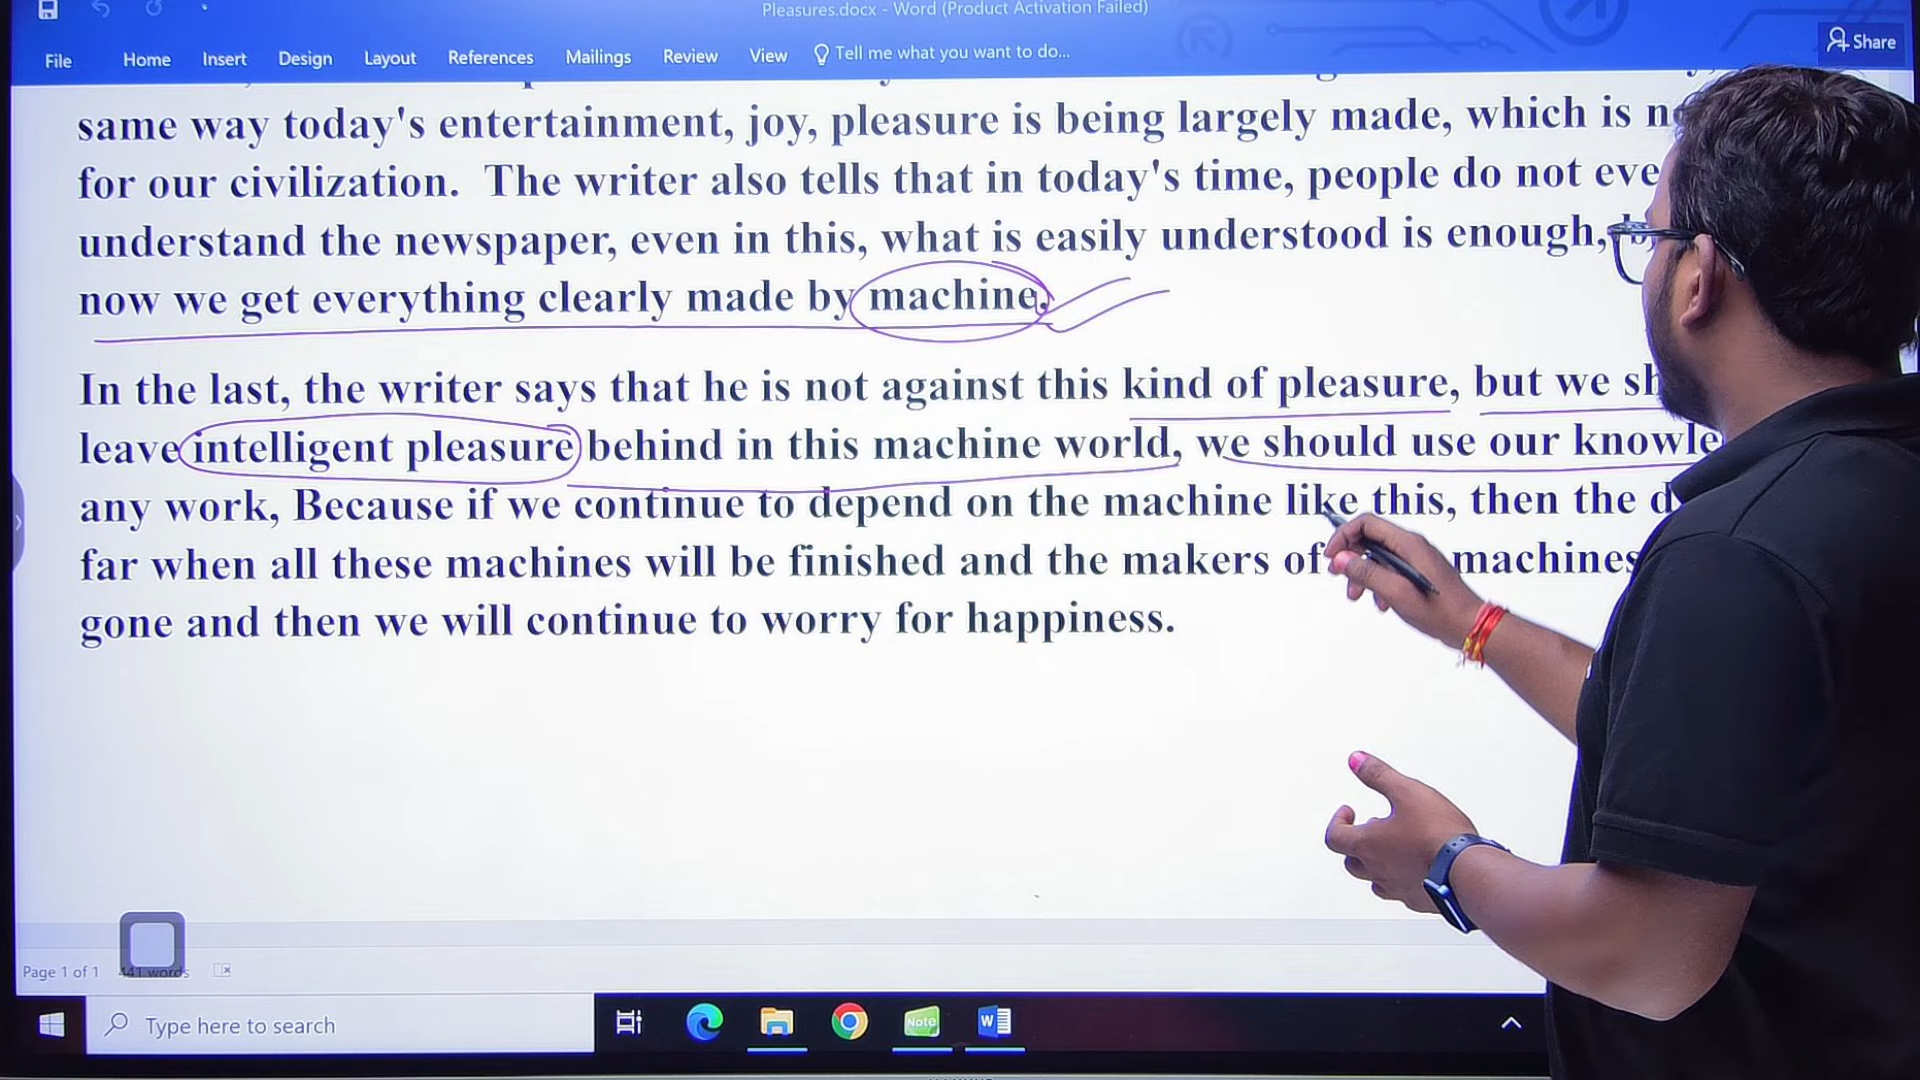 Pleasures.docx - Word (Product Activation Failed)
File Home Insert Design Layout References Mailings Review View Tell me what you want to do... Share
same way today's entertainment, joy, pleasure is being largely made, which is
for our civilization. The writer also tells that in today's time, people do not
understand the newspaper, even in this, what is easily understood is enough,
now we get everything clearly made by machine.
In the last, the writer says that he is not against this kind of pleasure, but we
leave intelligent pleasure behind in this machine world, we should use our
any work, Because if we continue to depend on the machine like this, then the
far when all these machines will be finished and the makers of machines
gone and then we will continue to worry for happiness.
Page 1 of 1 441 words
Type here to search
Note